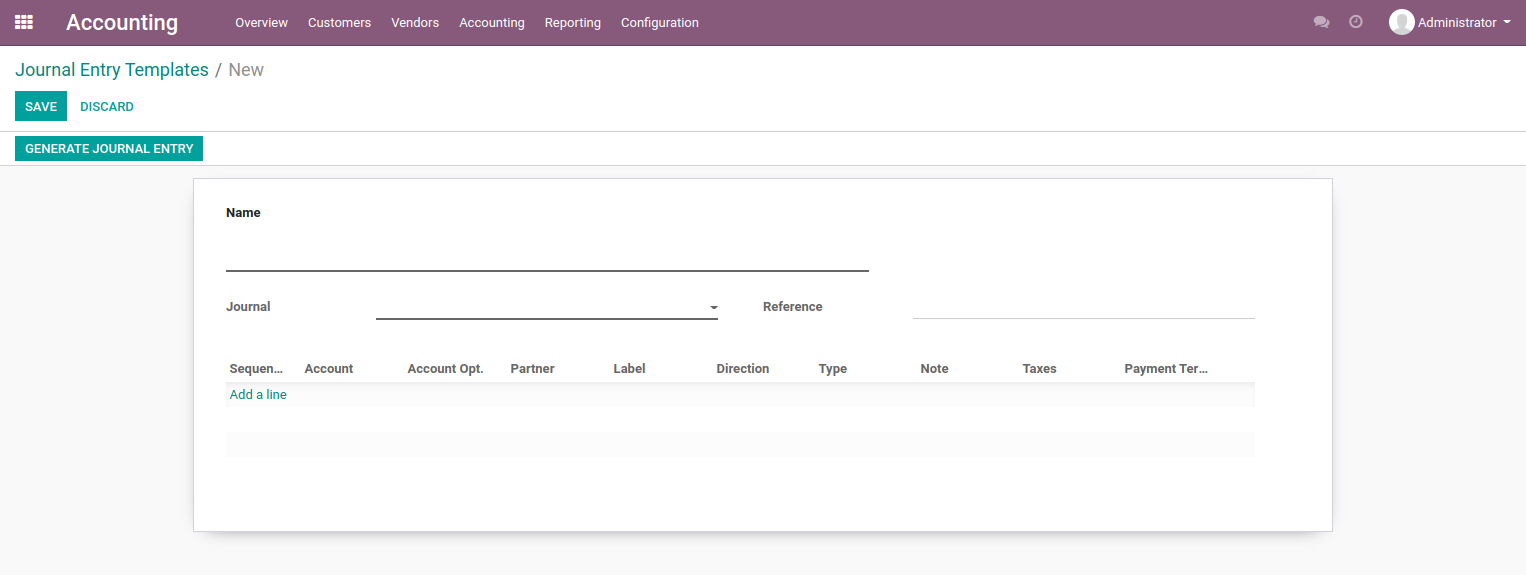 Accounting Overview Customers Vendors Accounting Reporting Configuration Administrator
Journal Entry Templates / New
SAVE DISCARD
GENERATE JOURNAL ENTRY
Name
Journal Reference
Sequen... Account Account Opt. Partner Label Direction Type Note Taxes Payment Ter...
Add a line